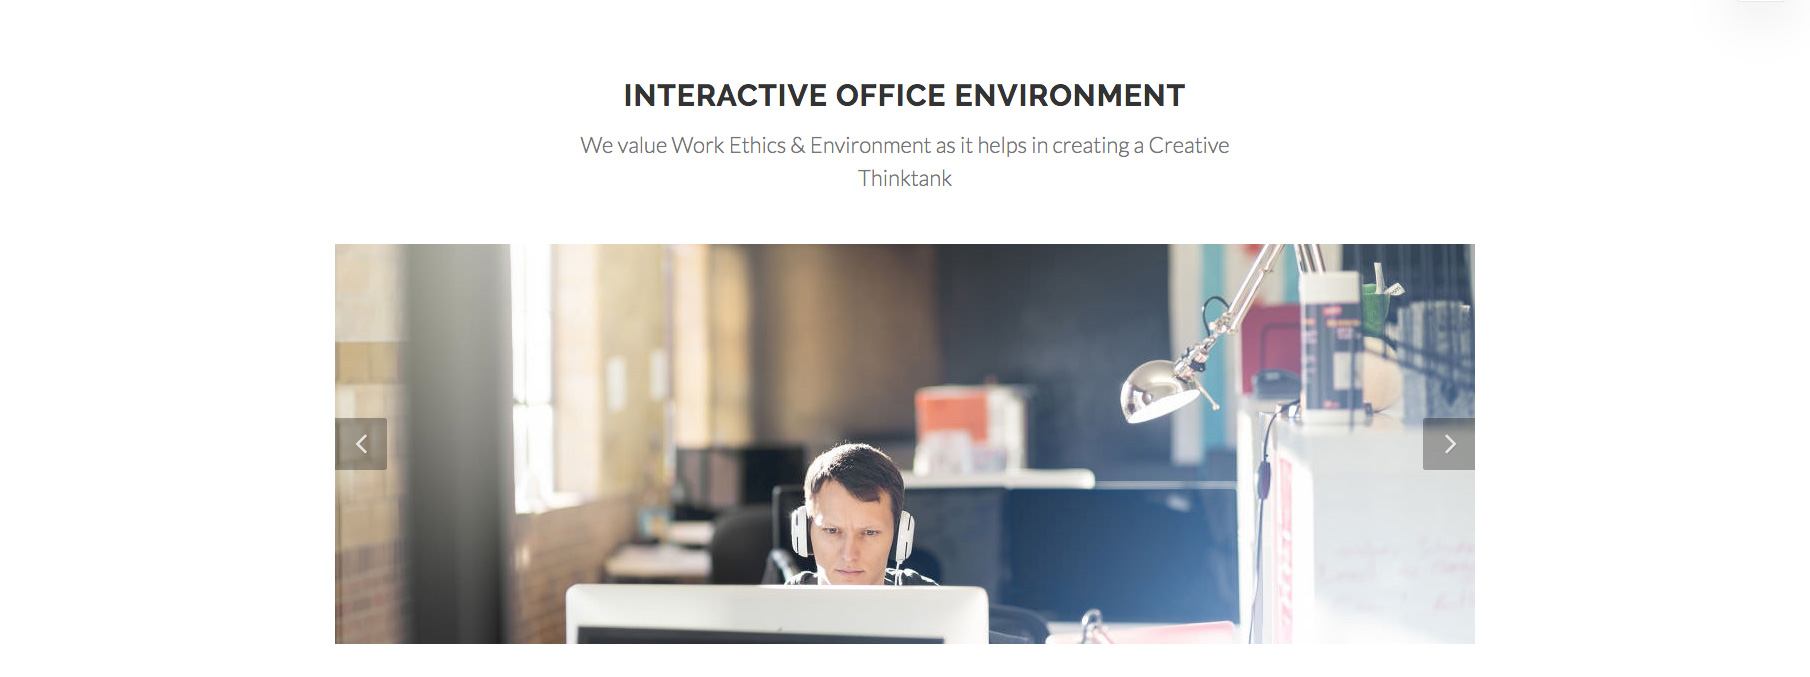 INTERACTIVE OFFICE ENVIRONMENT
We value Work Ethics & Environment as it helps in creating a Creative
Thinktank